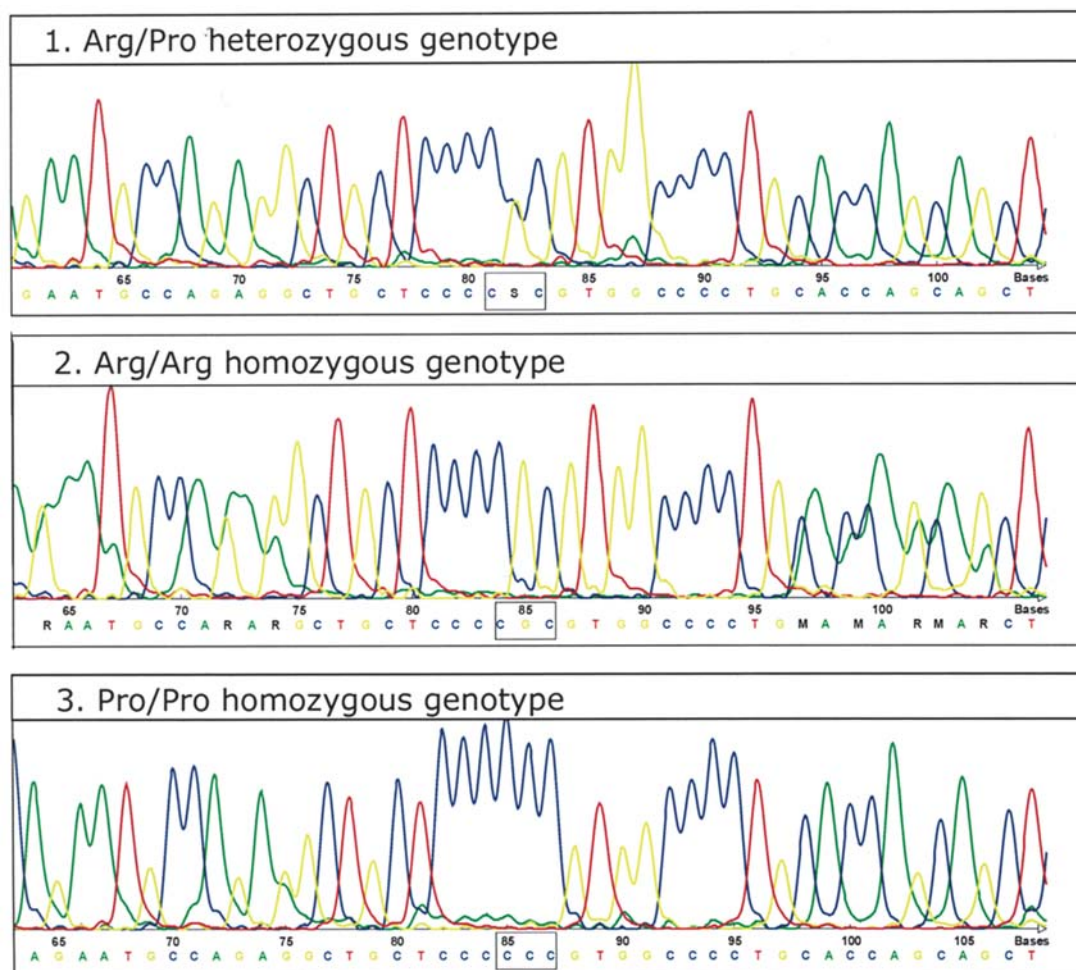 1. Arg/Pro heterozygous genotype
65 70 75 80 85 90 95 100 Bases
G A A T G C C A G A G G C T G C T C C C C S C G T G G C C C C T G C A C C A G C A G C T
2. Arg/Arg homozygous genotype
65 70 75 80 85 90 95 100 Bases
R A A T G C C A R A R G C T G C T C C C C G C G T G G C C C C T G M A M A R M A R C T
3. Pro/Pro homozygous genotype
65 70 75 80 85 90 95 100 105 Bases
A G A A T G C C A G A G G C T G C T C C C C C C G T G G C C C C T G C A C C A G C A G C T